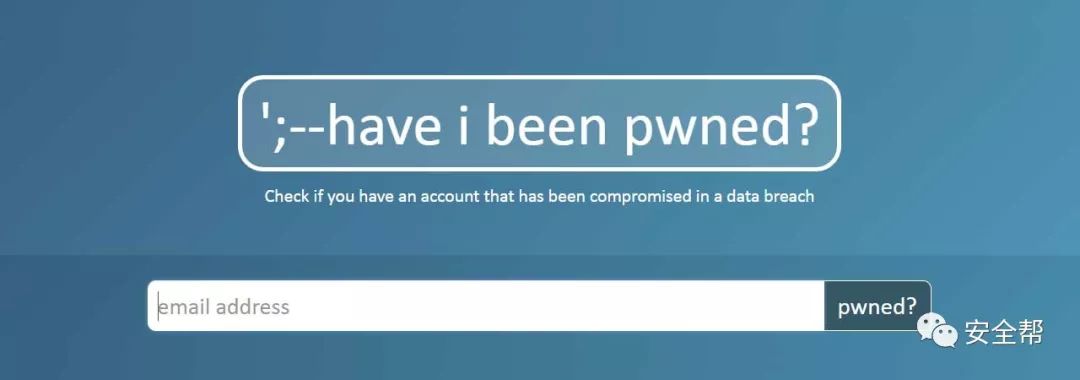 ';--have i been pwned?
Check if you have an account that has been compromised in a data breach
email address
pwned?
安全帮